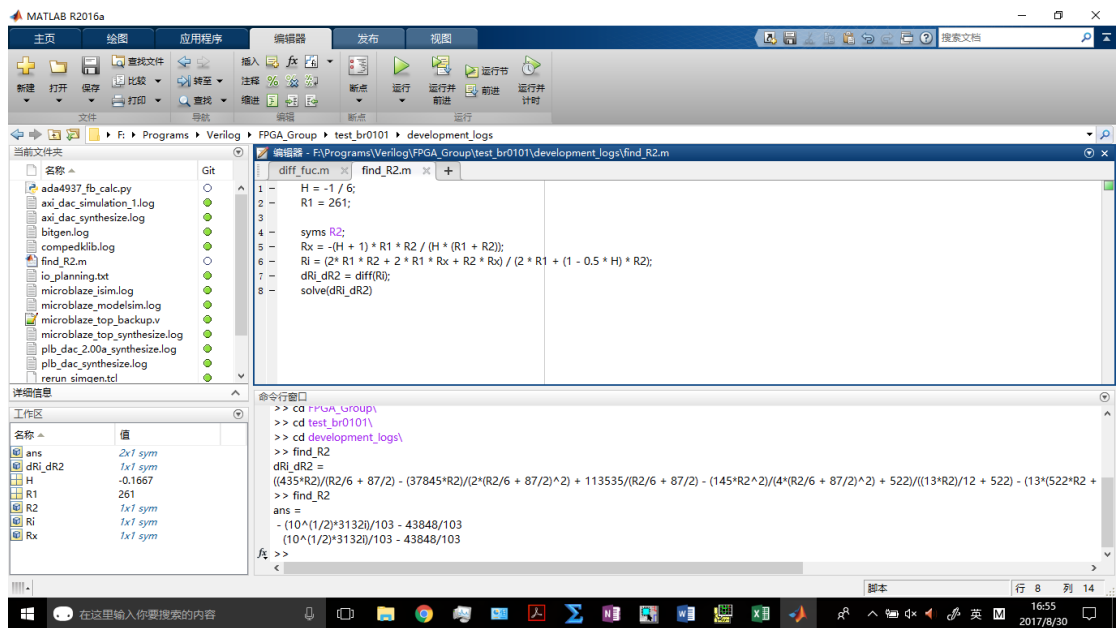 MATLAB R2016a
主页 绘图 应用程序 编辑器 发布 视图 搜索文档
查找文件 插入 fx
新建 打开 保存 比较 转至 注释 断点 运行 运行并前进 运行节 前进 运行并计时
打印 查找 缩进
文件 导航 编辑 断点 运行
F: ▸ Programs ▸ Verilog ▸ FPGA_Group ▸ test_br0101 ▸ development_logs
当前文件夹
名称 Git
ada4937_fb_calc.py
axi_dac_simulation_1.log
axi_dac_synthesize.log
bitgen.log
compedklib.log
find_R2.m
io_planning.txt
microblaze_isim.log
microblaze_modelsim.log
microblaze_top_backup.v
microblaze_top_synthesize.log
plb_dac_2.00a_synthesize.log
plb_dac_synthesize.log
rerun_simgen.tcl
详细信息
工作区
名称 值
ans 2x1 sym
dRi_dR2 1x1 sym
H -0.1667
R1 261
R2 1x1 sym
Ri 1x1 sym
Rx 1x1 sym
编辑器 - F:\Programs\Verilog\FPGA_Group\test_br0101\development_logs\find_R2.m
diff_fuc.m find_R2.m +
1 – H = -1 / 6;
2 – R1 = 261;
3
4 – syms R2;
5 – Rx = -(H + 1) * R1 * R2 / (H * (R1 + R2));
6 – Ri = (2* R1 * R2 + 2 * R1 * Rx + R2 * Rx) / (2 * R1 + (1 - 0.5 * H) * R2);
7 – dRi_dR2 = diff(Ri);
8 – solve(dRi_dR2)
命令行窗口
>> cd FPGA_Group\
>> cd test_br0101\
>> cd development_logs\
>> find_R2
dRi_dR2 =
((435*R2)/(R2/6 + 87/2) - (37845*R2)/(2*(R2/6 + 87/2)^2) + 113535/(R2/6 + 87/2) - (145*R2^2)/(4*(R2/6 + 87/2)^2) + 522)/((13*R2)/12 + 522) - (13*(522*R2 +
>> find_R2
ans =
- (10^(1/2)*3132i)/103 - 43848/103
(10^(1/2)*3132i)/103 - 43848/103
fx >>
脚本 行 8 列 14
在这里输入你要搜索的内容 英 M 16:55
2017/8/30